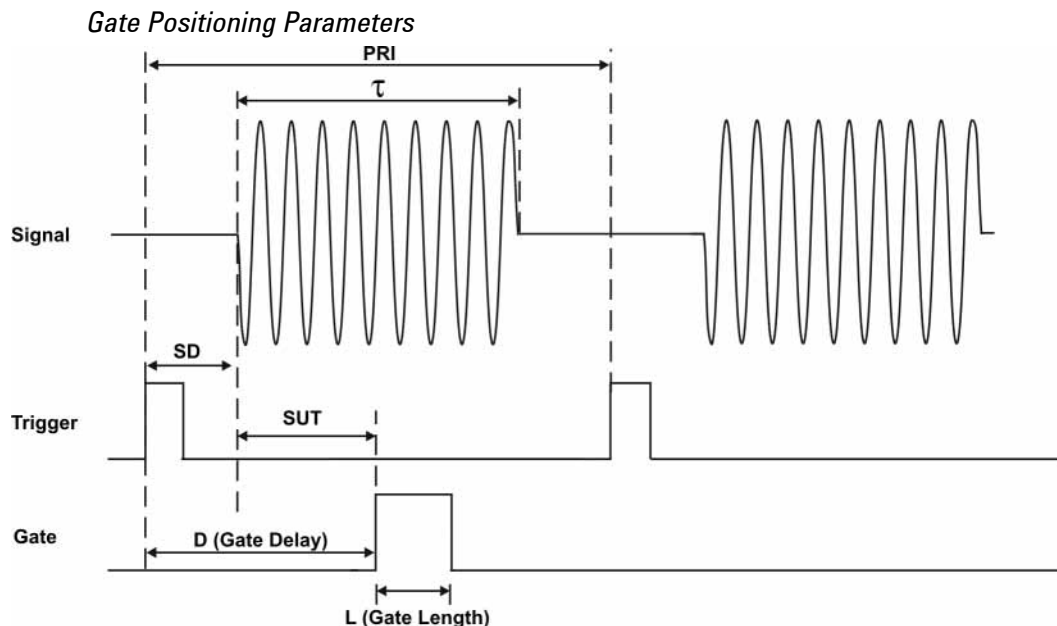 Gate Positioning Parameters
PRI
τ
Signal
SD
Trigger
SUT
Gate
D (Gate Delay)
L (Gate Length)